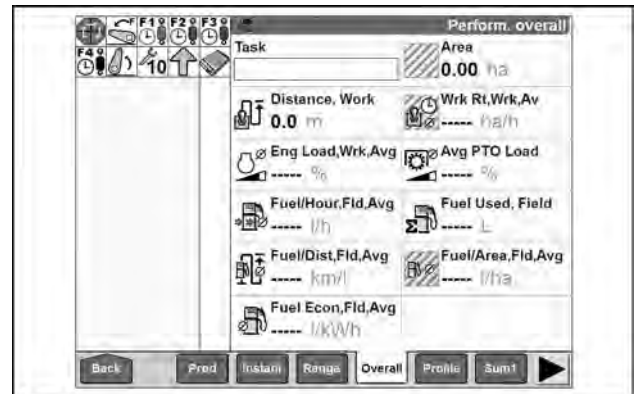 F1 F2 F3 Perform. overall
F4 10
Task Area
0.00 ha
Distance, Work Wrk Rt,Wrk,Av
0.0 m ----- ha/h
Eng Load,Wrk,Avg Avg PTO Load
----- % ----- %
Fuel/Hour,Fld,Avg Fuel Used, Field
----- l/h Σ ----- L
Fuel/Dist,Fld,Avg Fuel/Area,Fld,Avg
----- km/l ----- l/ha
Fuel Econ,Fld,Avg
----- l/kWh
Back Prod Instant Range Overall Profile Sum1